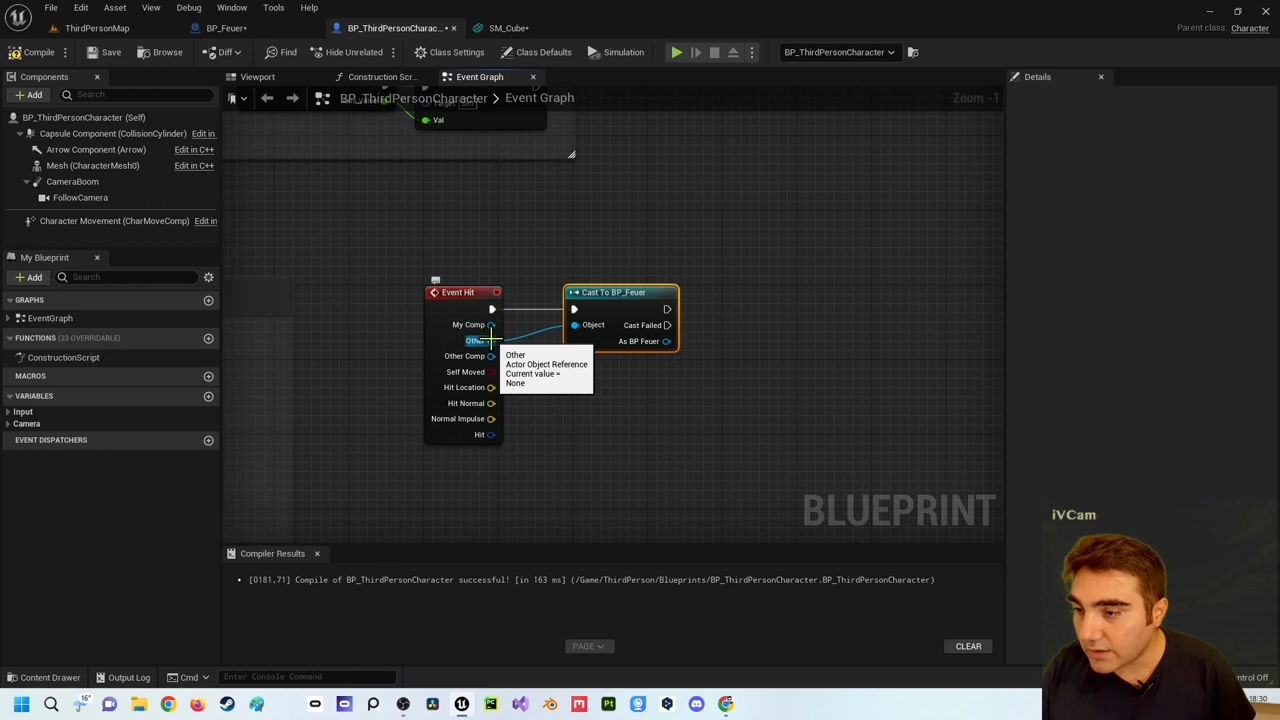 File Edit Asset View Debug Window Tools Help
ThirdPersonMap
BP_Feuer*
BP_ThirdPersonCharac...*
SM_Cube*
Parent class: Character
Compile
Save
Browse
Diff
Find
Hide Unrelated
Class Settings
Class Defaults
Simulation
BP_ThirdPersonCharacter
Components
Viewport
Construction Scr...
Event Graph
Details
Add
Search
BP_ThirdPersonCharacter > Event Graph
Zoom -1
BP_ThirdPersonCharacter (Self)
Capsule Component (CollisionCylinder) Edit in
Arrow Component (Arrow) Edit in C++
Mesh (CharacterMesh0) Edit in C++
CameraBoom
FollowCamera
Character Movement (CharMoveComp) Edit in
Val
My Blueprint
Add
Search
GRAPHS
EventGraph
FUNCTIONS (33 OVERRIDABLE)
ConstructionScript
MACROS
VARIABLES
Input
Camera
EVENT DISPATCHERS
Event Hit
My Comp
Other
Other Comp
Self Moved
Hit Location
Hit Normal
Normal Impulse
Hit
Cast To BP_Feuer
Object
Cast Failed
As BP Feuer
Other
Actor Object Reference
Current value =
None
BLUEPRINT
iVCam
Compiler Results
[0181,71] Compile of BP_ThirdPersonCharacter successful! [in 163 ms] (/Game/ThirdPerson/Blueprints/BP_ThirdPersonCharacter.BP_ThirdPersonCharacter)
PAGE
CLEAR
Content Drawer
Output Log
Cmd
Enter Console Command
Control Off
16°
18:30